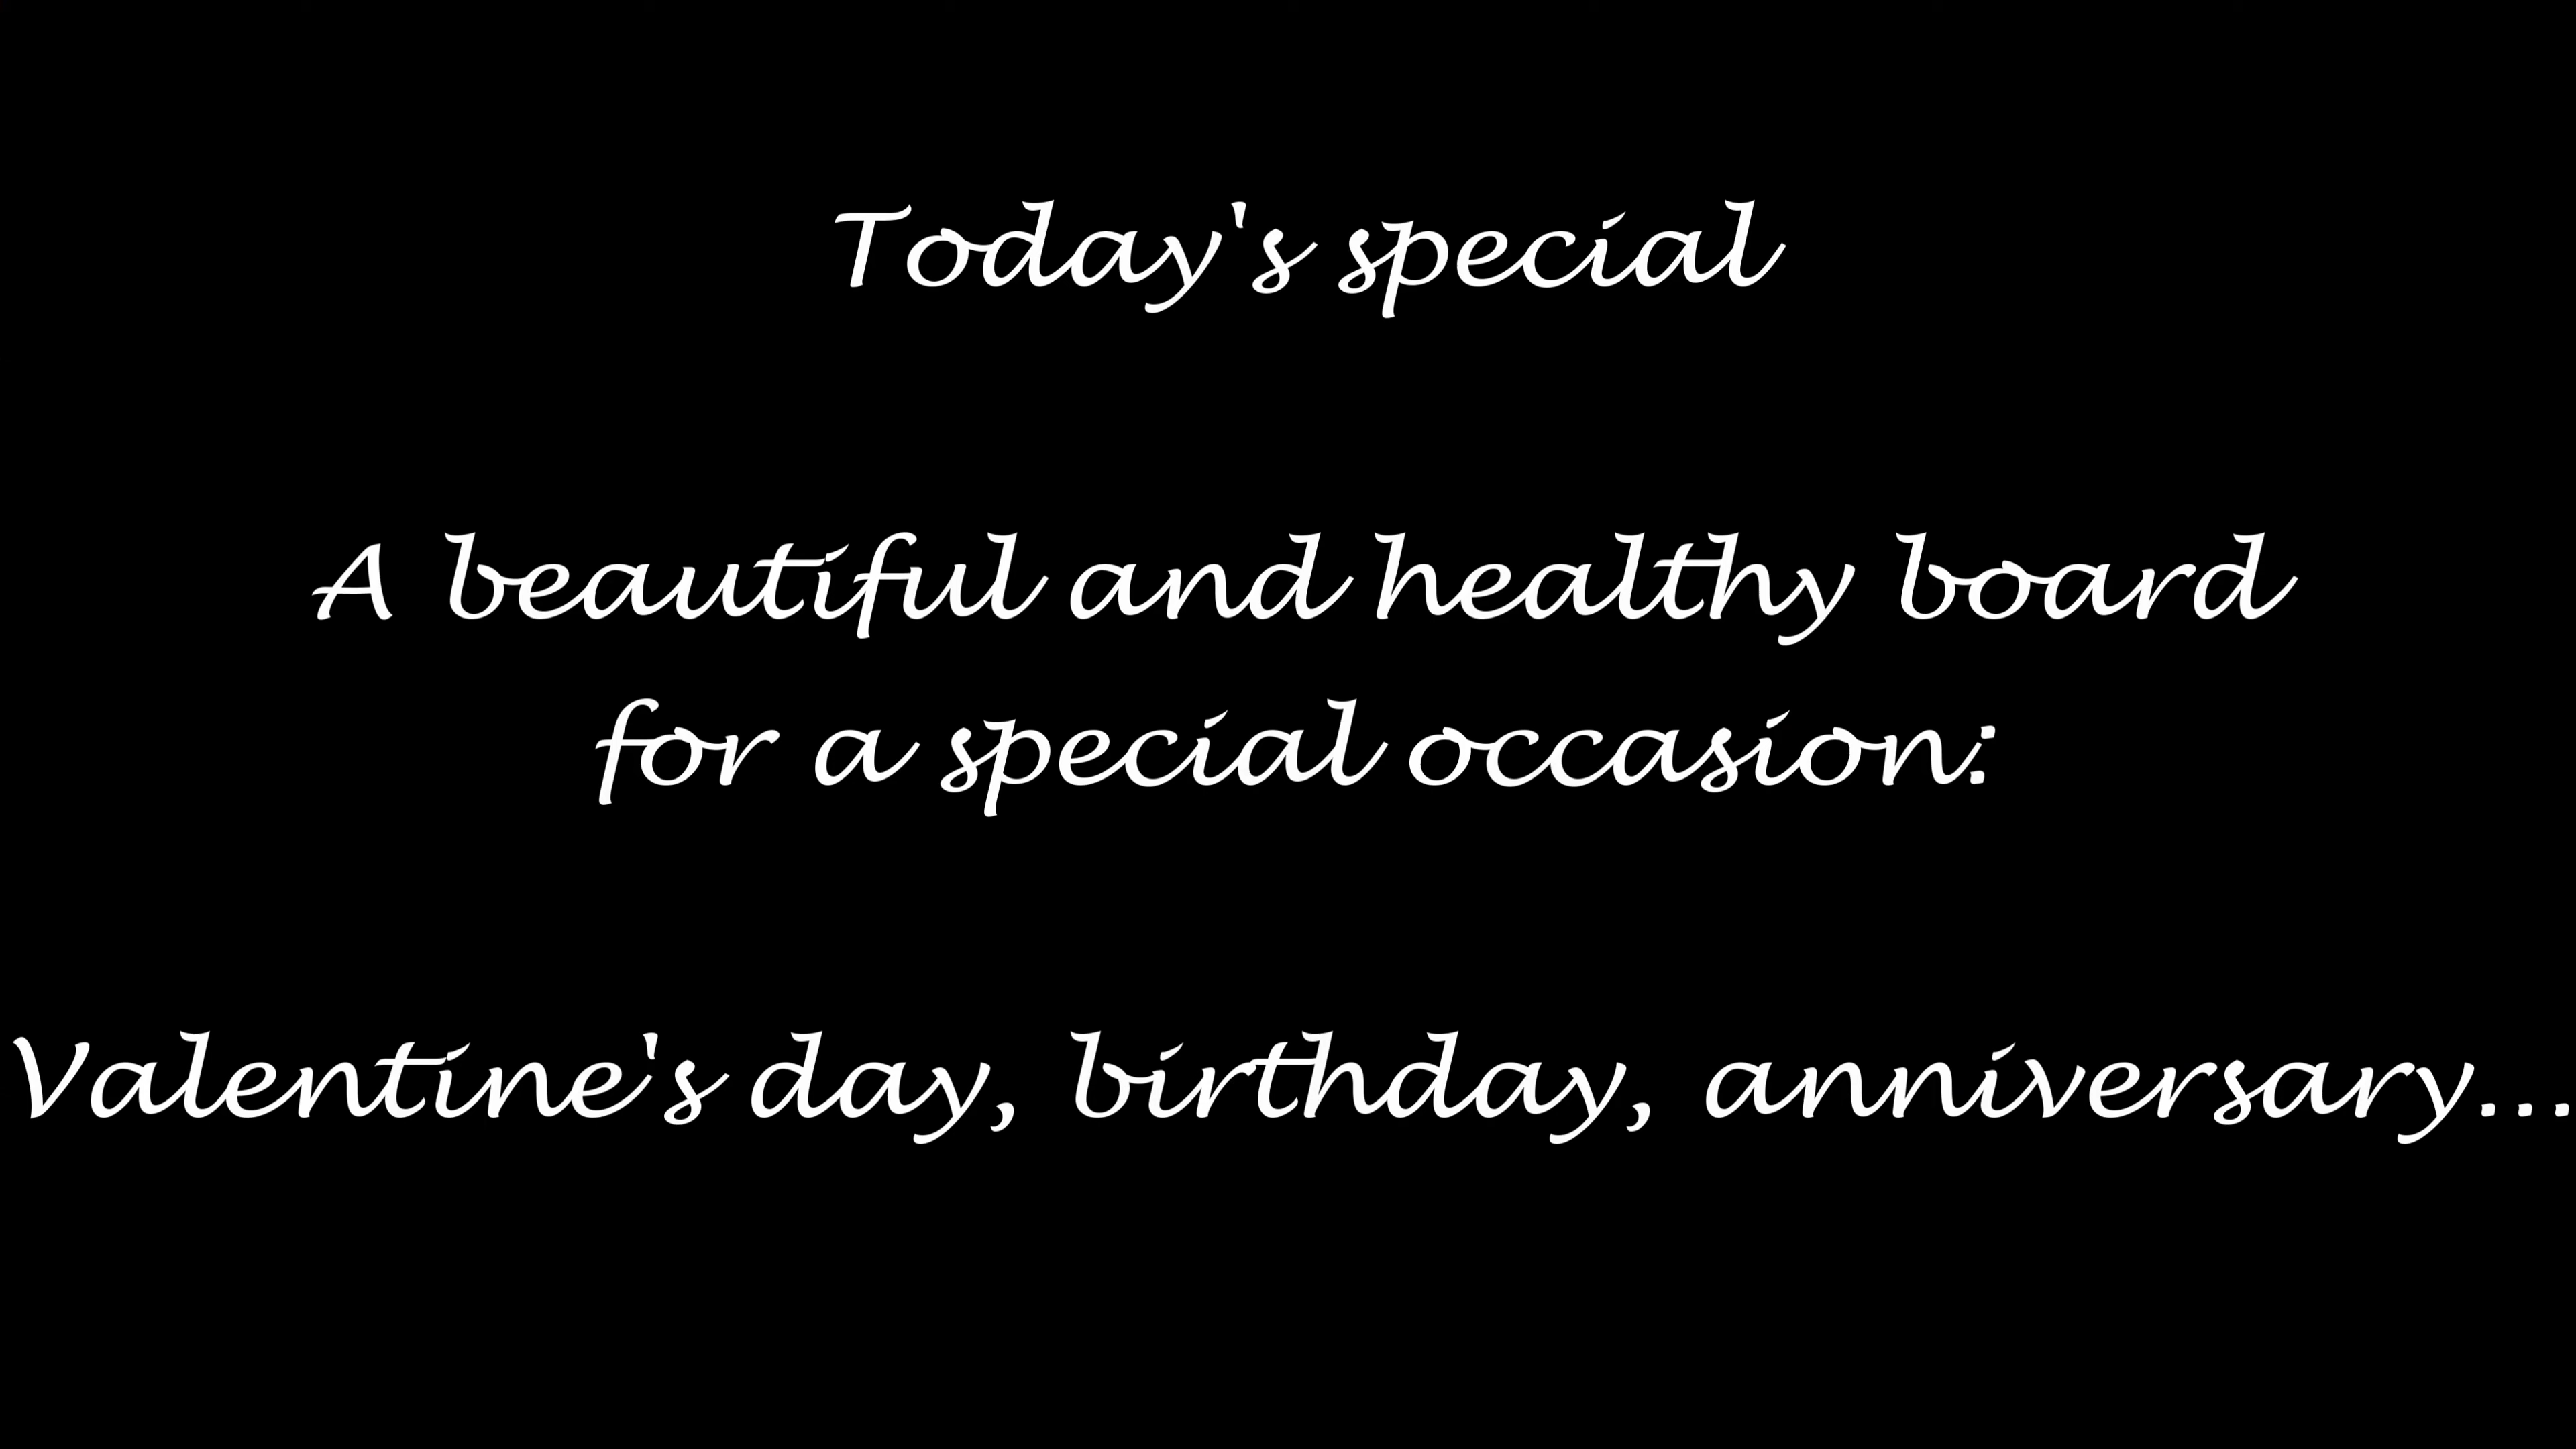 Today's special
A beautiful and healthy board
for a special occasion:
Valentine's day, birthday, anniversary...